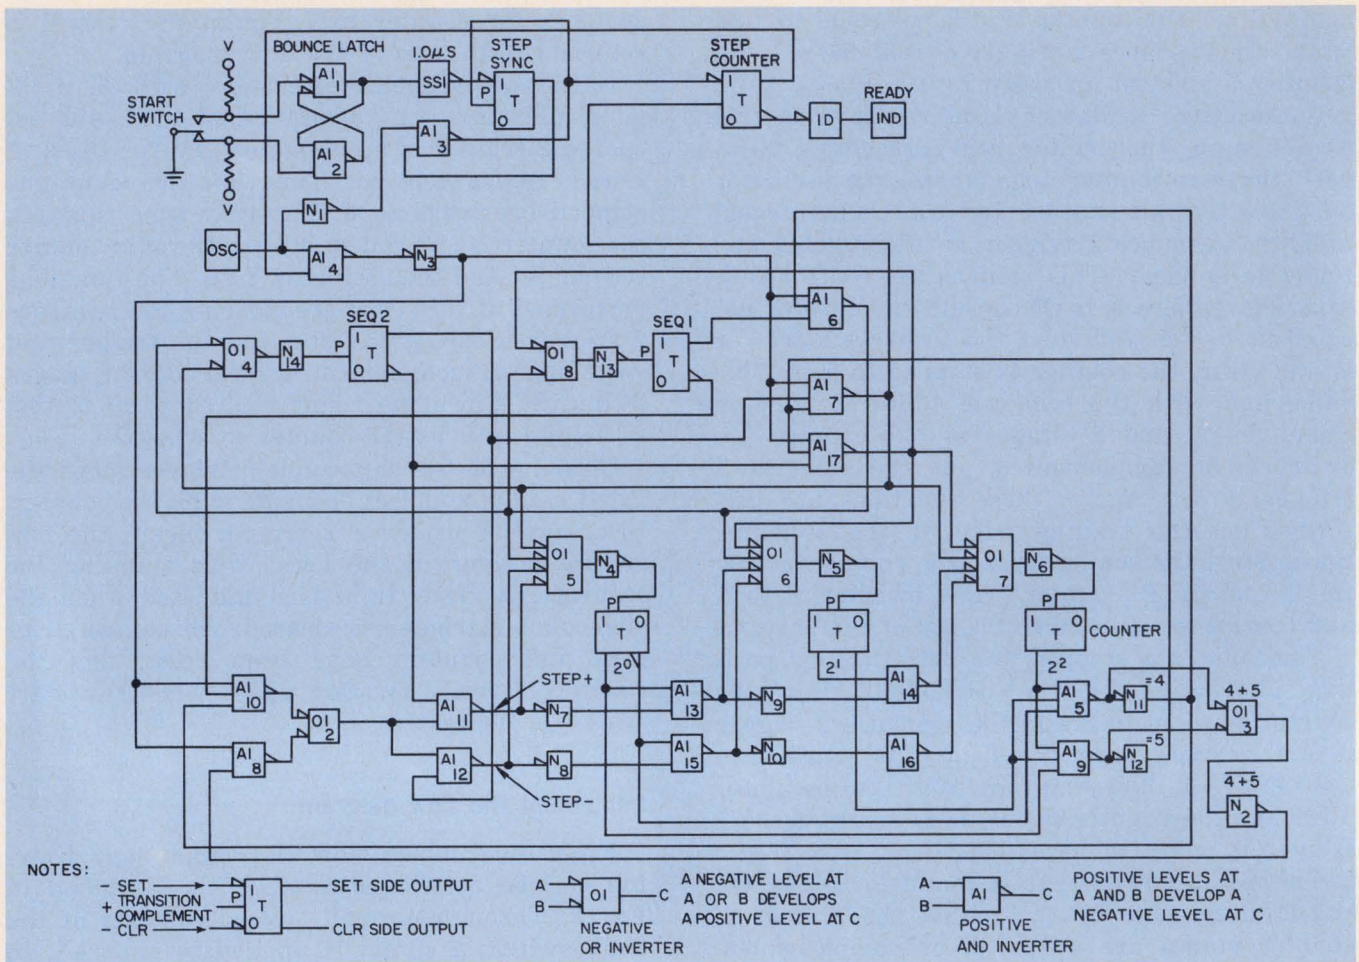 V
BOUNCE LATCH
1.0µS
STEP SYNC
STEP COUNTER
READY
START SWITCH
AI 1
SSI
P
I T O
I T O
ID
IND
AI 2
AI 3
V
N1
OSC
AI 4
N3
AI 6
SEQ 2
SEQ 1
OI 4
N 14
P
I T O
OI 8
N 13
P
I T O
AI 7
AI 17
OI 5
N4
OI 6
N5
OI 7
N6
P
I T O
2⁰
P
I T O
2¹
P
I T O
2²
COUNTER
STEP+
AI 10
AI 11
N7
AI 13
N9
AI 14
AI 5
N 11
=4
4+5
OI 3
OI 2
AI 8
AI 12
N8
AI 15
N 10
AI 16
AI 9
N 12
=5
STEP-
4+5
N 2
NOTES:
- SET
+ TRANSITION COMPLEMENT
- CLR
I
P
T
O
SET SIDE OUTPUT
CLR SIDE OUTPUT
A
B
OI
C
NEGATIVE
OR INVERTER
A NEGATIVE LEVEL AT
A OR B DEVELOPS
A POSITIVE LEVEL AT C
A
B
AI
C
POSITIVE
AND INVERTER
POSITIVE LEVELS AT
A AND B DEVELOP A
NEGATIVE LEVEL AT C